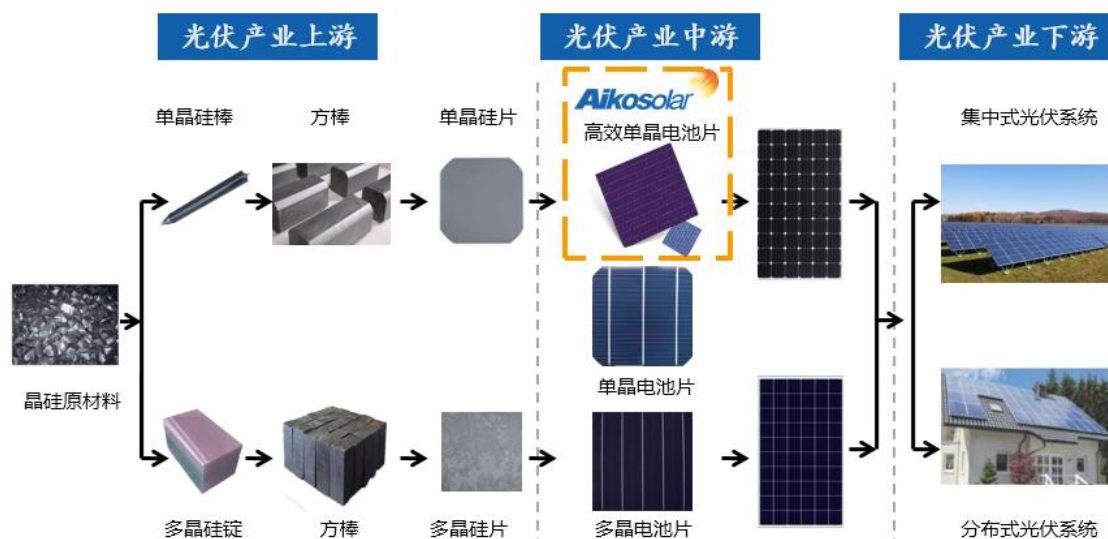 光伏产业上游
光伏产业中游
光伏产业下游
Aikosolar
单晶硅棒
方棒
单晶硅片
高效单晶电池片
集中式光伏系统
晶硅原材料
单晶电池片
多晶硅锭
方棒
多晶硅片
多晶电池片
分布式光伏系统